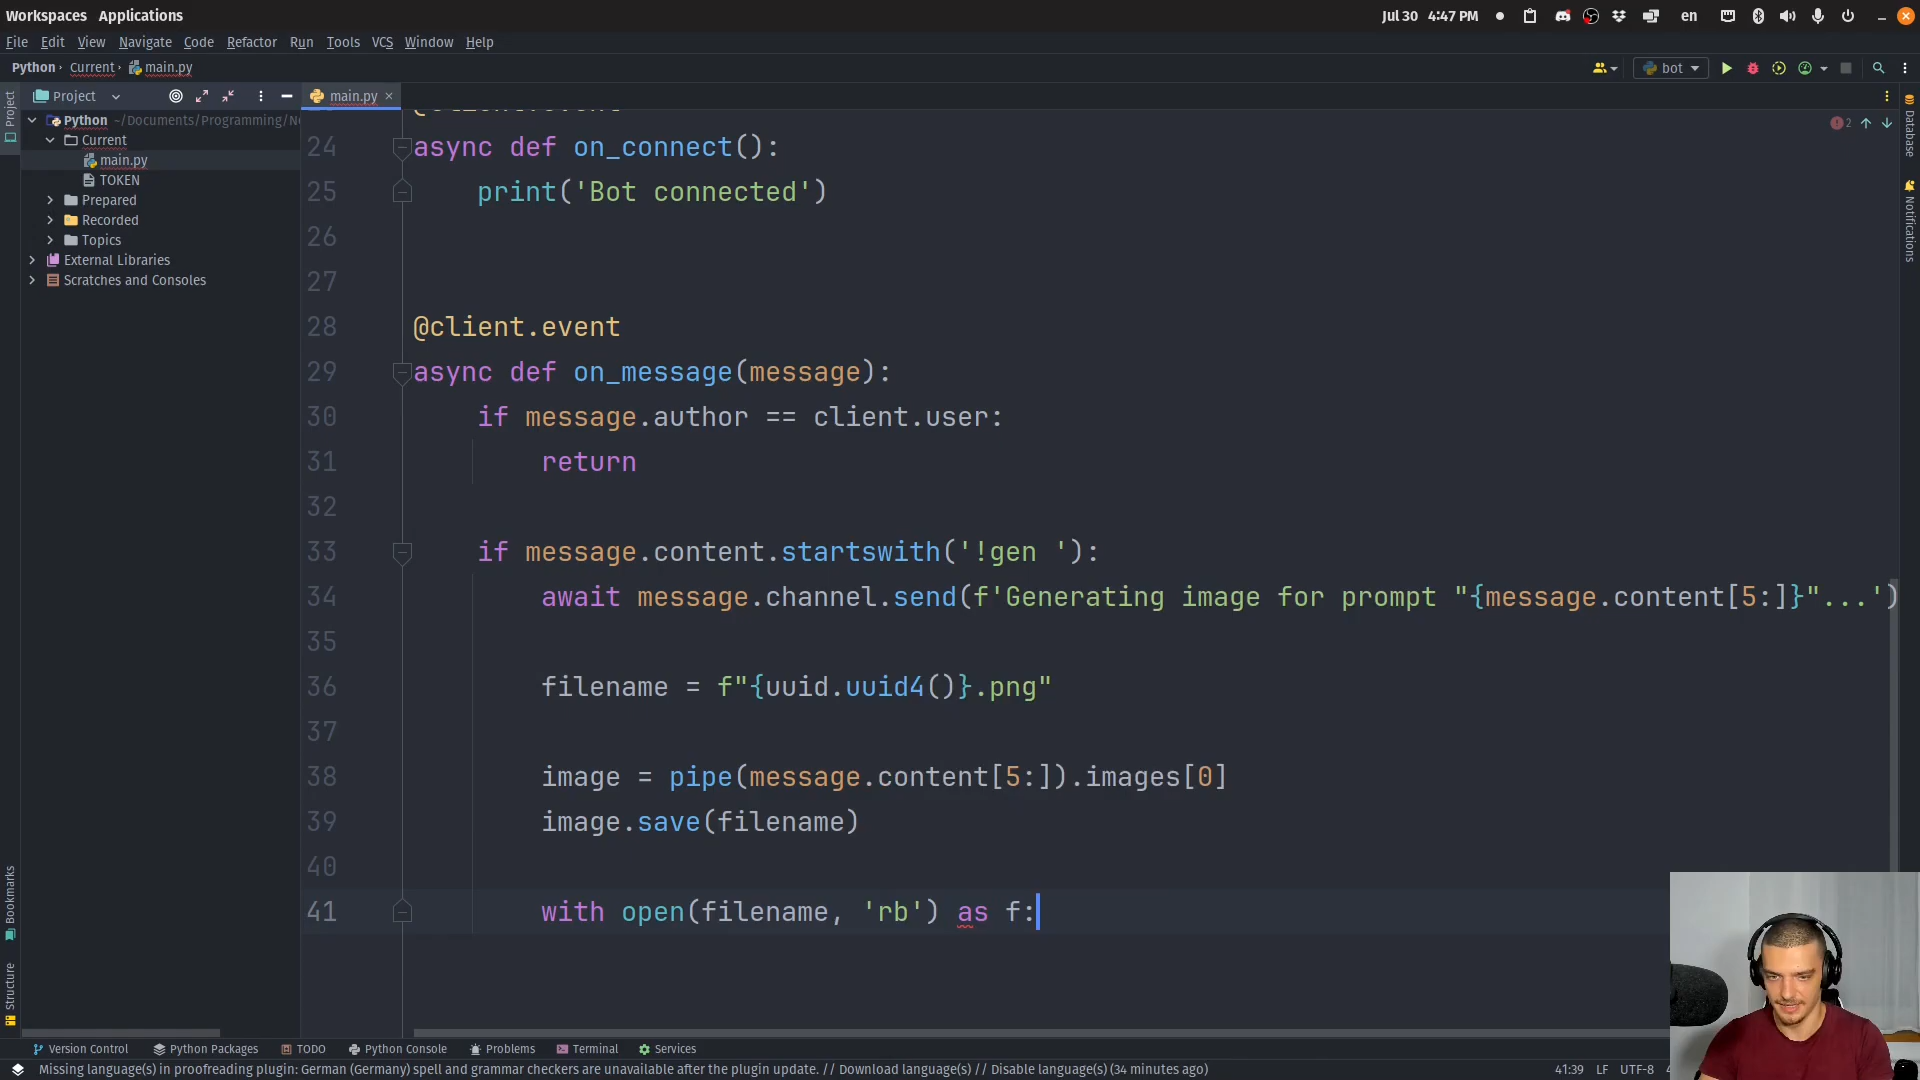 Workspaces Applications Jul 30 4:47 PM en
File Edit View Navigate Code Refactor Run Tools VCS Window Help
Python Current main.py bot
Project main.py
Python ~/Documents/Programming/N
Current
main.py
TOKEN
Prepared
Recorded
Topics
External Libraries
Scratches and Consoles
Project
Bookmarks
Structure
Database
Notifications
2
24 async def on_connect():
25 print('Bot connected')
26
27
28 @client.event
29 async def on_message(message):
30 if message.author == client.user:
31 return
32
33 if message.content.startswith('!gen '):
34 await message.channel.send(f'Generating image for prompt "{message.content[5:]}"...')
35
36 filename = f"{uuid.uuid4()}.png"
37
38 image = pipe(message.content[5:]).images[0]
39 image.save(filename)
40
41 with open(filename, 'rb') as f:
Version Control Python Packages TODO Python Console Problems Terminal Services
Missing language(s) in proofreading plugin: German (Germany) spell and grammar checkers are unavailable after the plugin update. // Download language(s) // Disable language(s) (34 minutes ago) 41:39 LF UTF-8